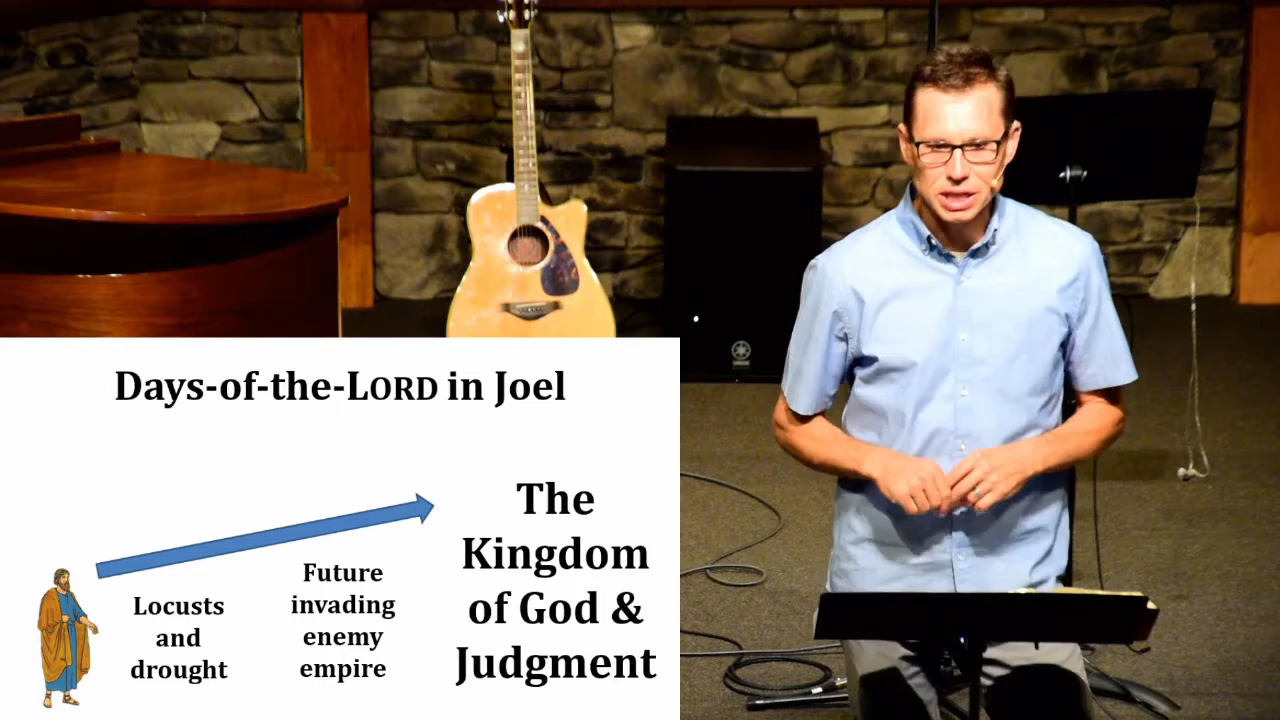 Days-of-the-LORD in Joel
The
Kingdom
of God &
Judgment
Future
invading
enemy
empire
Locusts
and
drought